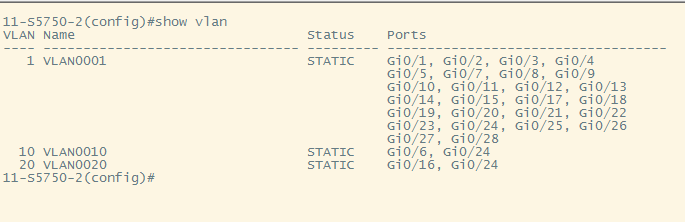 11-S5750-2(config)#show vlan
VLAN Name                             Status    Ports
---- -------------------------------- --------- -----------------------------------
   1 VLAN0001                         STATIC    Gi0/1, Gi0/2, Gi0/3, Gi0/4
                                                Gi0/5, Gi0/7, Gi0/8, Gi0/9
                                                Gi0/10, Gi0/11, Gi0/12, Gi0/13
                                                Gi0/14, Gi0/15, Gi0/17, Gi0/18
                                                Gi0/19, Gi0/20, Gi0/21, Gi0/22
                                                Gi0/23, Gi0/24, Gi0/25, Gi0/26
                                                Gi0/27, Gi0/28
  10 VLAN0010                         STATIC    Gi0/6, Gi0/24
  20 VLAN0020                         STATIC    Gi0/16, Gi0/24
11-S5750-2(config)#